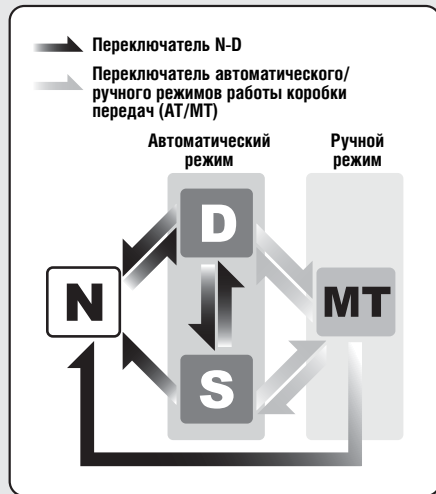 Переключатель N-D
Переключатель автоматического/
ручного режимов работы коробки
передач (AT/MT)
Автоматический
режим
Ручной
режим
D
N
MT
S